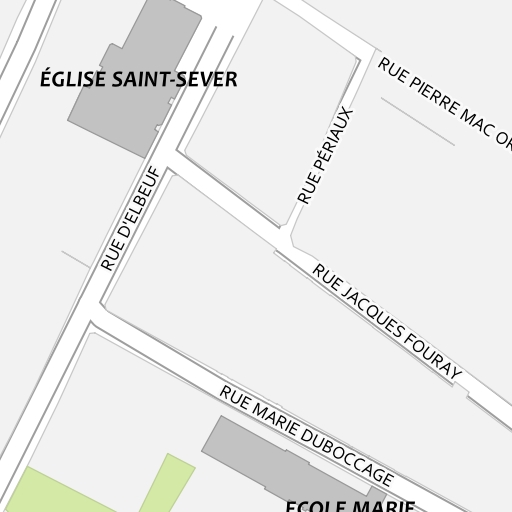 ÉGLISE SAINT-SEVER
RUE PIERRE MAC OR
RUE PÉRIAUX
RUE D'ELBEUF
RUE JACQUES FOURAY
RUE MARIE DUBOCCAGE
ECOLE MARIE